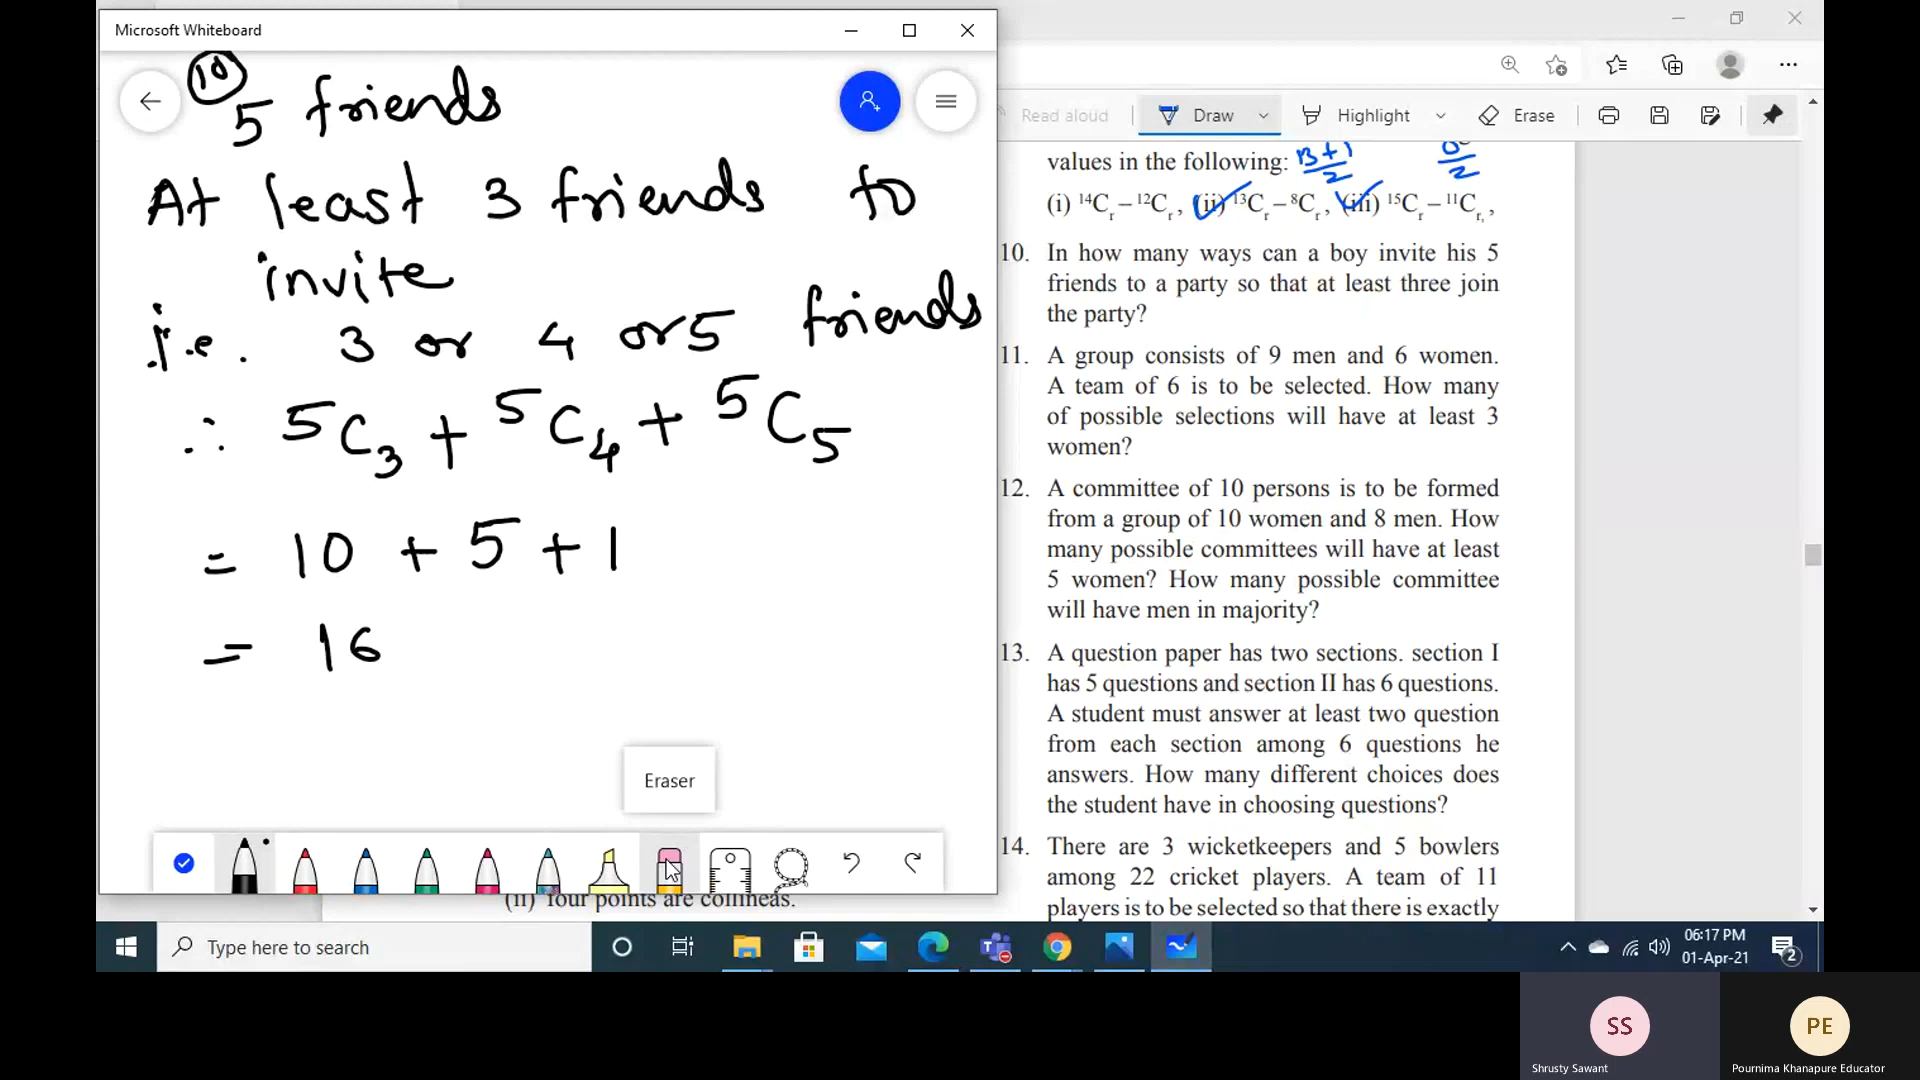 Microsoft Whiteboard
10
5 friends
At least 3 friends to
invite
i.e. 3 or 4 or 5 friends
∴ ⁵C₃ + ⁵C₄ + ⁵C₅
= 10 + 5 + 1
= 16
Eraser
(ii) four points are collineas.
Read aloud
Draw
Highlight
Erase
values in the following: 13+1/2 /2
(i) ¹⁴Cᵣ – ¹²Cᵣ , (ii) ¹³Cᵣ – ⁸Cᵣ , (iii) ¹⁵Cᵣ – ¹¹Cᵣ, ,
10. In how many ways can a boy invite his 5
friends to a party so that at least three join
the party?
11. A group consists of 9 men and 6 women.
A team of 6 is to be selected. How many
of possible selections will have at least 3
women?
12. A committee of 10 persons is to be formed
from a group of 10 women and 8 men. How
many possible committees will have at least
5 women? How many possible committee
will have men in majority?
13. A question paper has two sections. section I
has 5 questions and section II has 6 questions.
A student must answer at least two question
from each section among 6 questions he
answers. How many different choices does
the student have in choosing questions?
14. There are 3 wicketkeepers and 5 bowlers
among 22 cricket players. A team of 11
players is to be selected so that there is exactly
Type here to search
06:17 PM
01-Apr-21
2
SS
Shrusty Sawant
PE
Pournima Khanapure Educator